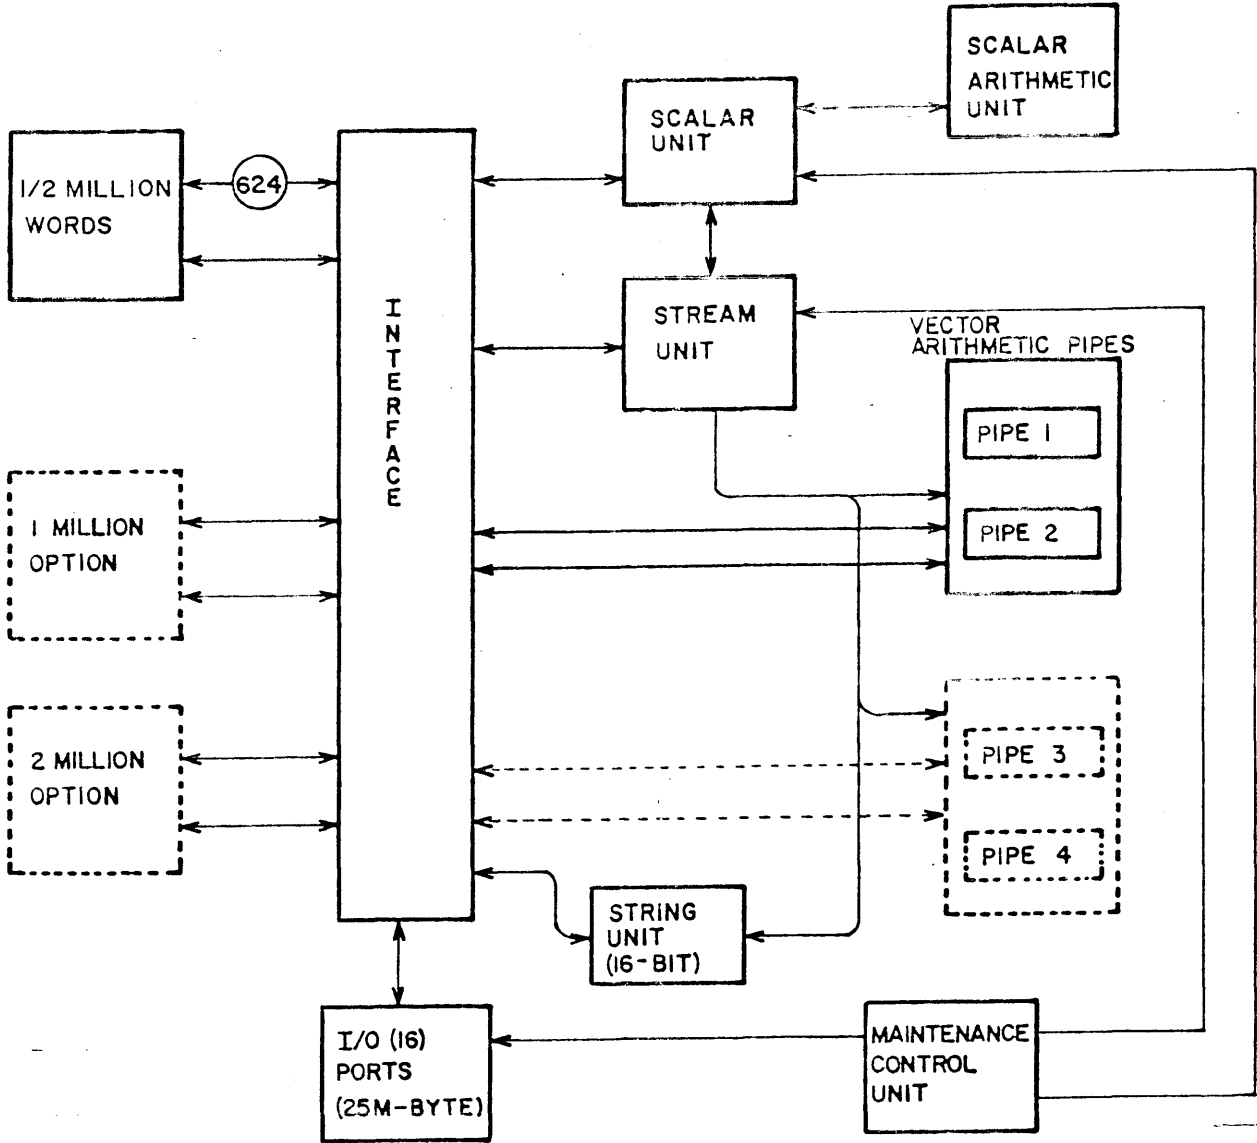 SCALAR
ARITHMETIC
UNIT
SCALAR
UNIT
1/2 MILLION
WORDS
624
INTERFACE
STREAM
UNIT
VECTOR
ARITHMETIC PIPES
PIPE 1
PIPE 2
1 MILLION
OPTION
2 MILLION
OPTION
PIPE 3
PIPE 4
STRING
UNIT
(16-BIT)
I/O (16)
PORTS
(25M-BYTE)
MAINTENANCE
CONTROL
UNIT